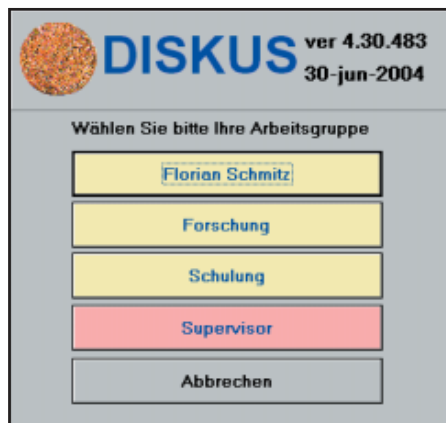 DISKUS ver 4.30.483
30-jun-2004
Wählen Sie bitte Ihre Arbeitsgruppe
Florian Schmitz
Forschung
Schulung
Supervisor
Abbrechen